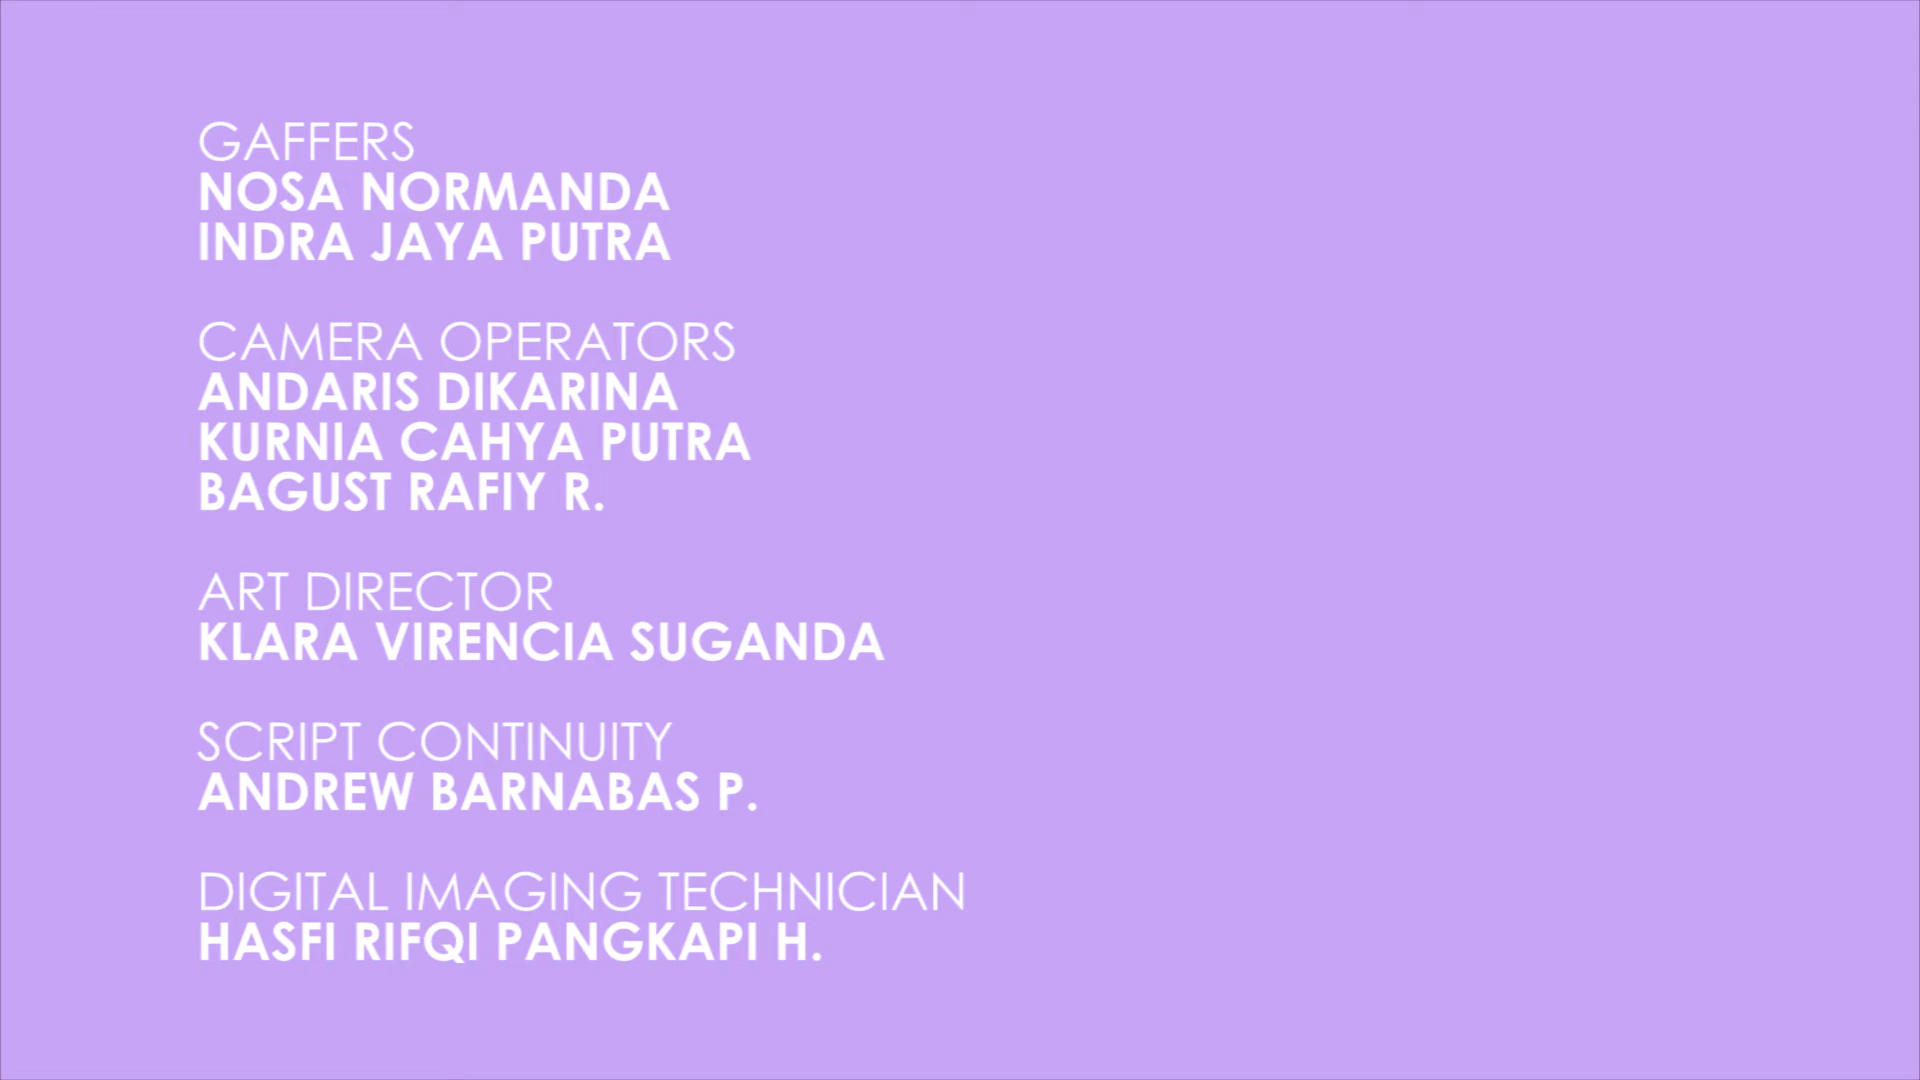 GAFFERS
NOSA NORMANDA
INDRA JAYA PUTRA
CAMERA OPERATORS
ANDARIS DIKARINA
KURNIA CAHYA PUTRA
BAGUST RAFIY R.
ART DIRECTOR
KLARA VIRENCIA SUGANDA
SCRIPT CONTINUITY
ANDREW BARNABAS P.
DIGITAL IMAGING TECHNICIAN
HASFI RIFQI PANGKAPI H.